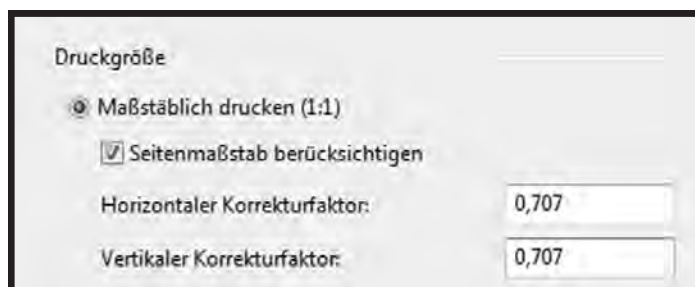 Druckgröße
Maßstäblich drucken (1:1)
Seitenmaßstab berücksichtigen
Horizontaler Korrekturfaktor: 0,707
Vertikaler Korrekturfaktor: 0,707